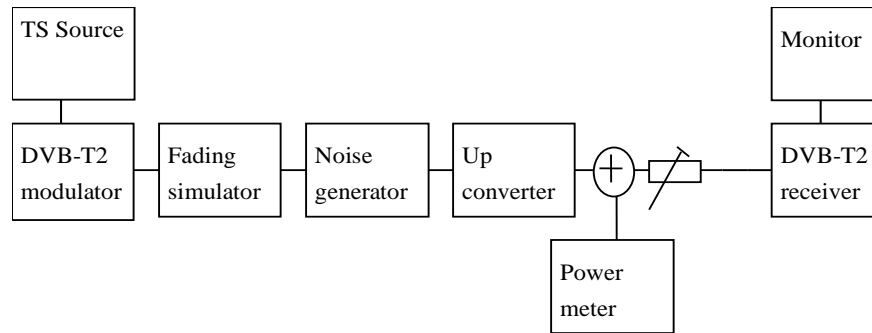 TS Source
Monitor
DVB-T2
modulator
Fading
simulator
Noise
generator
Up
converter
+
DVB-T2
receiver
Power
meter